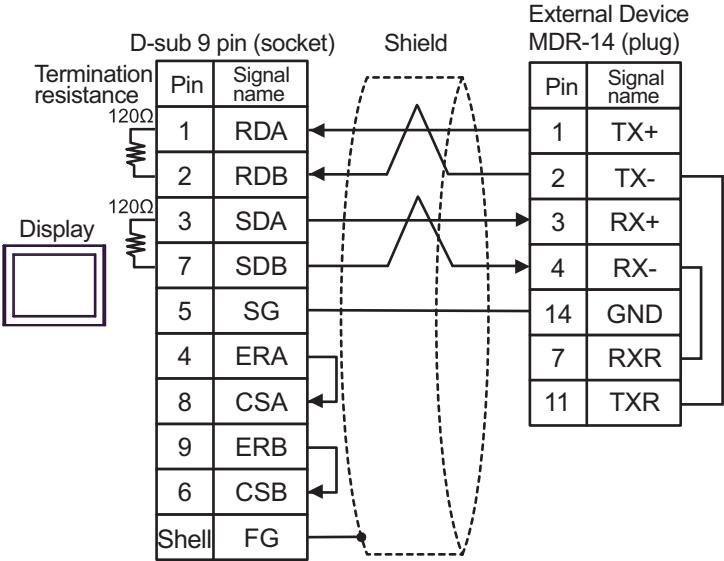 External Device
D-sub 9 pin (socket) Shield MDR-14 (plug)
Termination resistance
Pin Signal name
Pin Signal name
120Ω
1 RDA
1 TX+
2 RDB
2 TX-
120Ω
3 SDA
3 RX+
Display
7 SDB
4 RX-
5 SG
14 GND
4 ERA
7 RXR
8 CSA
11 TXR
9 ERB
6 CSB
Shell FG